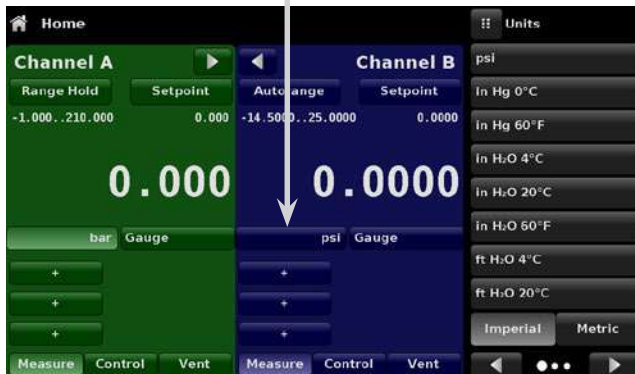 Home
Units
Channel A
Channel B
Range Hold Setpoint
Autorange Setpoint
-1.000..210.000 0.000
-14.5000..25.0000 0.0000
0.000
0.0000
bar Gauge
psi Gauge
+
+
+
+
+
+
Measure Control Vent
Measure Control Vent
psi
in Hg 0°C
in Hg 60°F
in H₂O 4°C
in H₂O 20°C
in H₂O 60°F
ft H₂O 4°C
ft H₂O 20°C
Imperial Metric